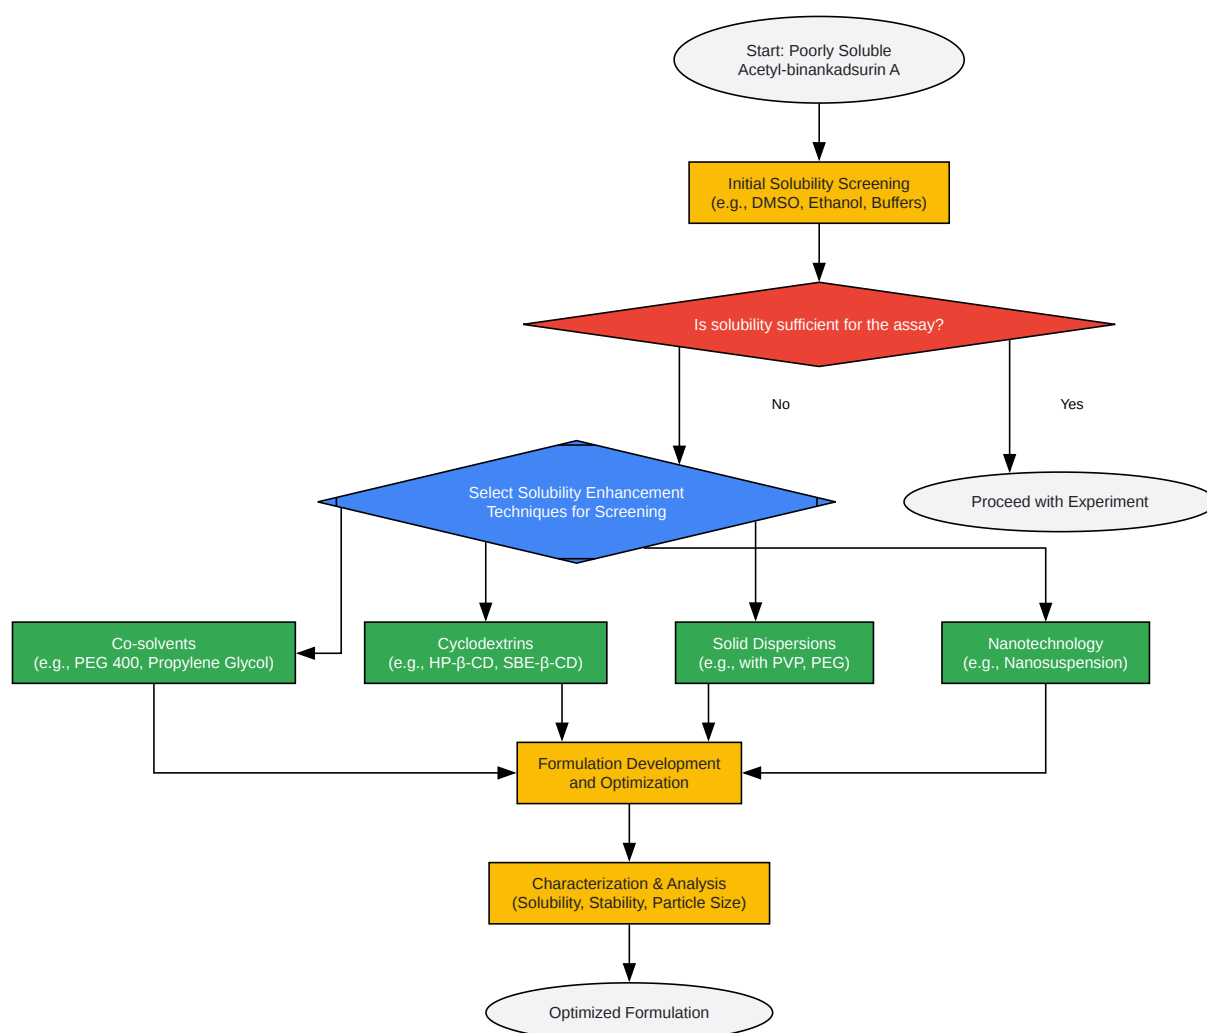 Start: Poorly Soluble
Acetyl-binankadsurin A
Initial Solubility Screening
(e.g., DMSO, Ethanol, Buffers)
Is solubility sufficient for the assay?
No
Yes
Select Solubility Enhancement
Techniques for Screening
Proceed with Experiment
Co-solvents
(e.g., PEG 400, Propylene Glycol)
Cyclodextrins
(e.g., HP-β-CD, SBE-β-CD)
Solid Dispersions
(e.g., with PVP, PEG)
Nanotechnology
(e.g., Nanosuspension)
Formulation Development
and Optimization
Characterization & Analysis
(Solubility, Stability, Particle Size)
Optimized Formulation